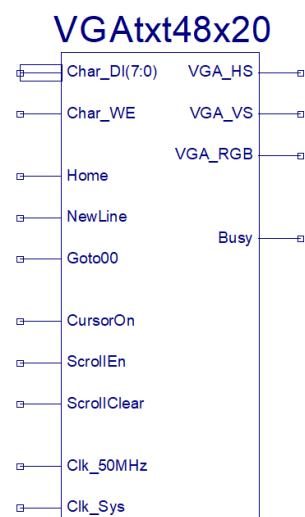 VGAtxt48x20
Char_DI(7:0) VGA_HS
Char_WE VGA_VS
VGA_RGB
Home
NewLine
Busy
Goto00
CursorOn
ScrollEn
ScrollClear
Clk_50MHz
Clk_Sys